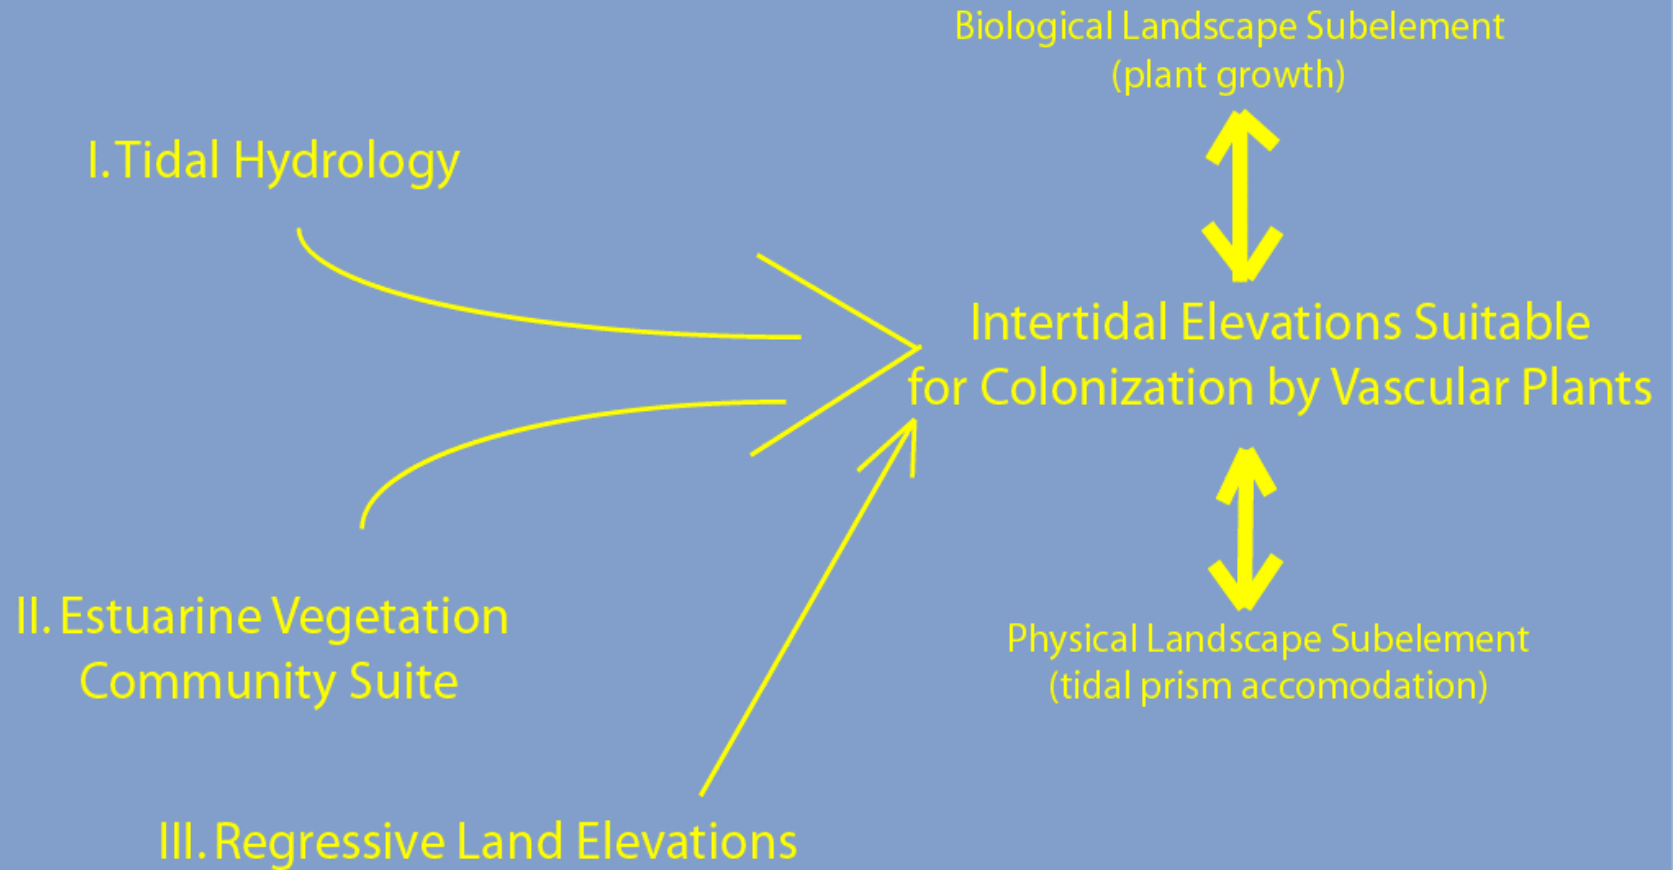 Biological Landscape Subelement
(plant growth)
I. Tidal Hydrology
Intertidal Elevations Suitable
for Colonization by Vascular Plants
II. Estuarine Vegetation
Community Suite
Physical Landscape Subelement
(tidal prism accomodation)
III. Regressive Land Elevations